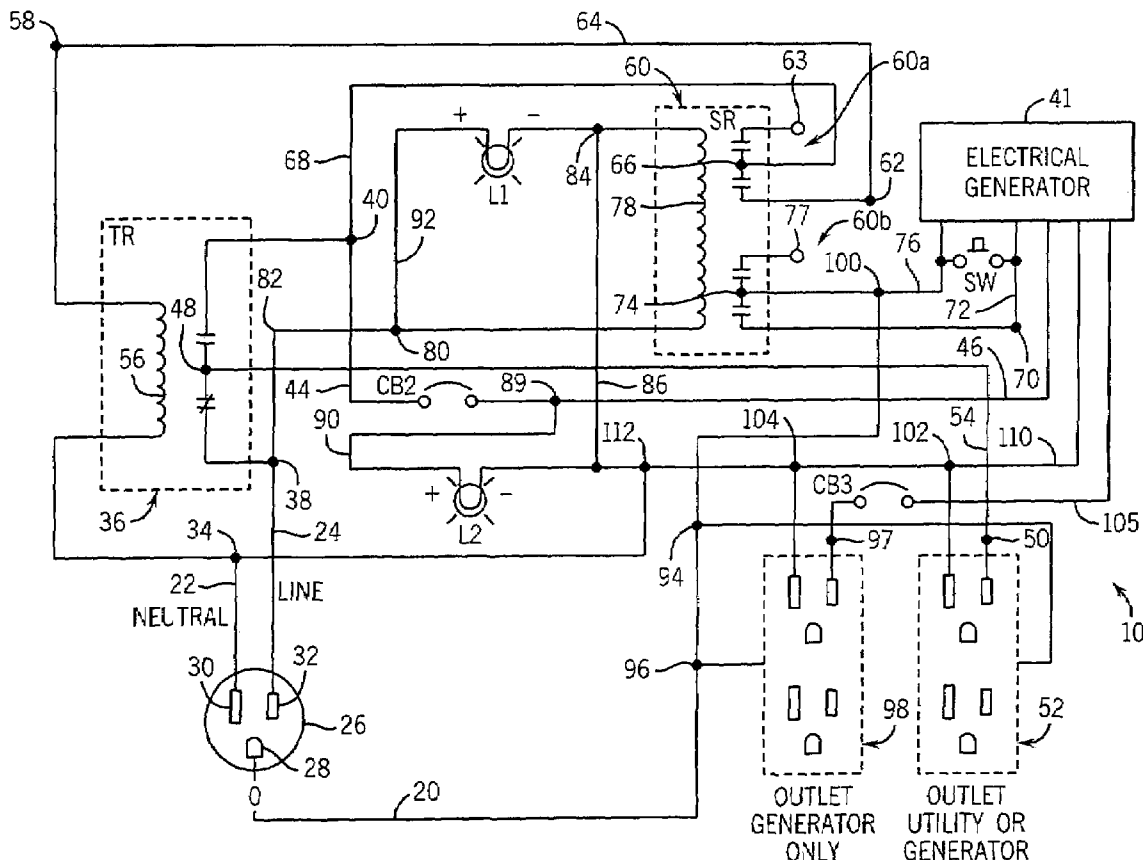 58
64
60
63
60a
41
SR
ELECTRICAL
GENERATOR
+
-
L1
68
84
66
78
62
92
77
60b
TR
40
100
76
SW
82
74
72
48
56
80
46
70
44
CB2
89
86
90
112
104
102
54
110
+
-
L2
36
38
CB3
105
34
24
97
50
94
22
LINE
NEUTRAL
10
30
32
96
98
52
26
28
20
OUTLET
GENERATOR
ONLY
OUTLET
UTILITY OR
GENERATOR